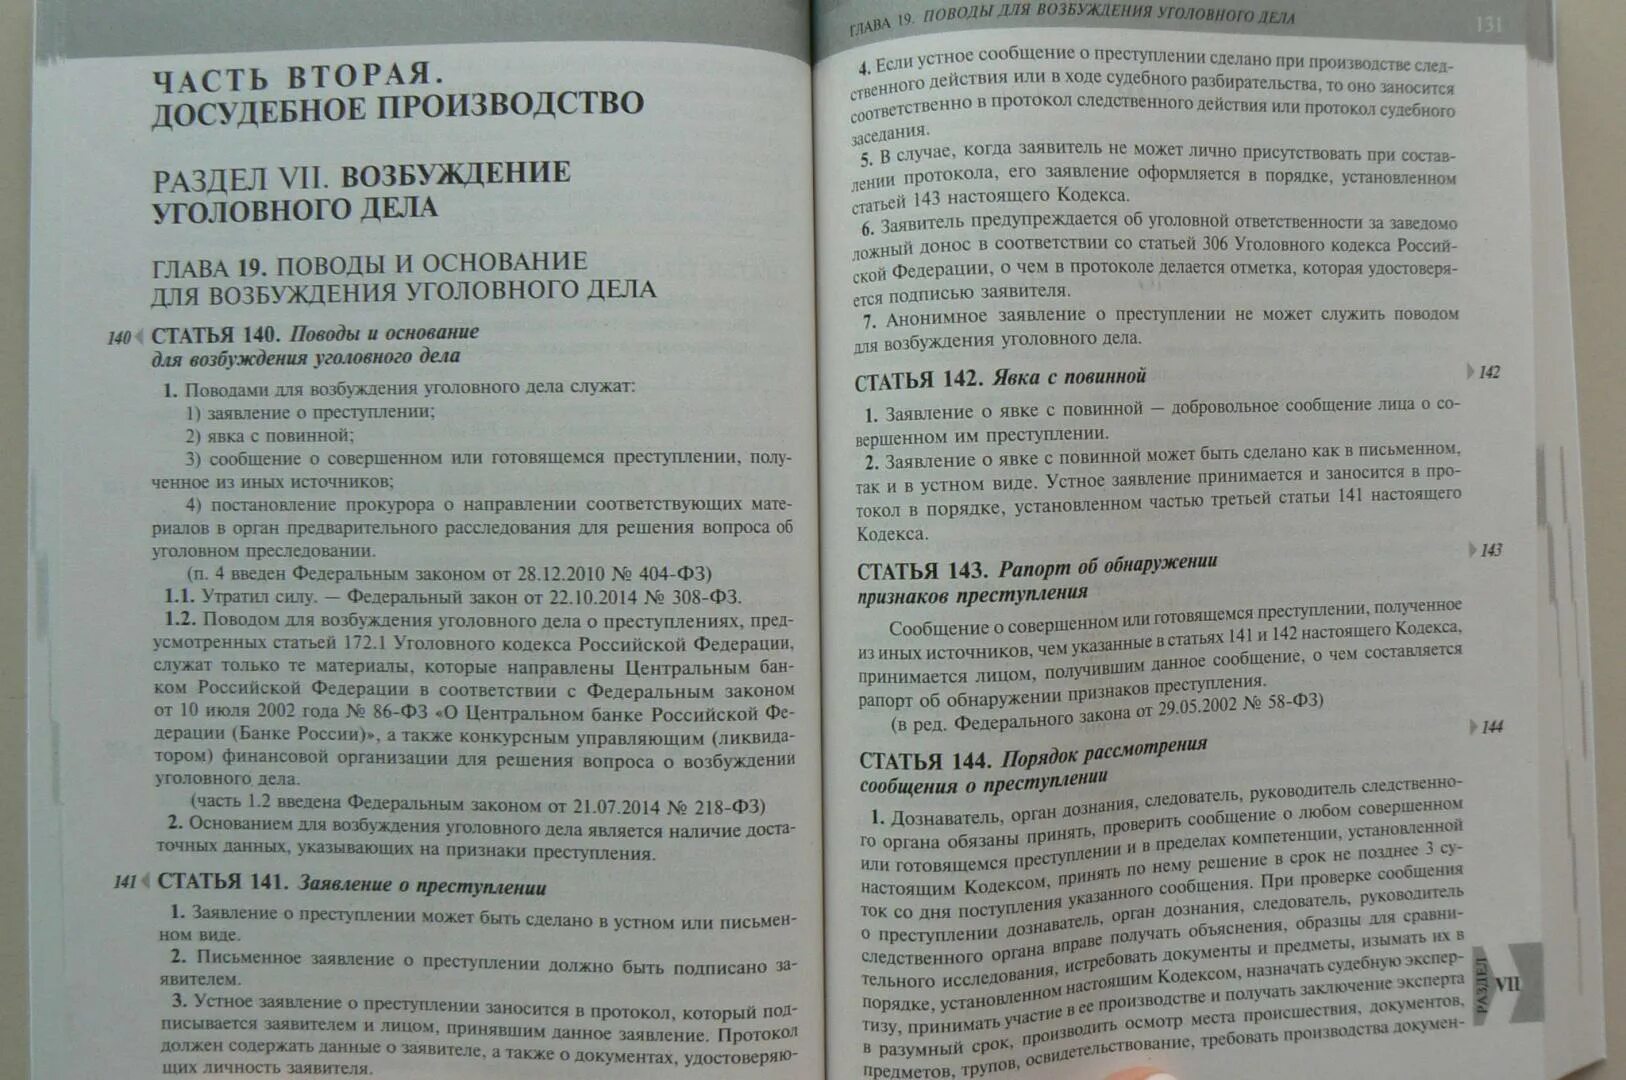 ЧАСТЬ ВТОРАЯ.
ДОСУДЕБНОЕ ПРОИЗВОДСТВО
РАЗДЕЛ VII. ВОЗБУЖДЕНИЕ
УГОЛОВНОГО ДЕЛА
ГЛАВА 19. ПОВОДЫ И ОСНОВАНИЕ
ДЛЯ ВОЗБУЖДЕНИЯ УГОЛОВНОГО ДЕЛА
140 СТАТЬЯ 140. Поводы и основание
для возбуждения уголовного дела
1. Поводами для возбуждения уголовного дела служат:
1) заявление о преступлении;
2) явка с повинной;
3) сообщение о совершенном или готовящемся преступлении, полу-
ченное из иных источников;
4) постановление прокурора о направлении соответствующих мате-
риалов в орган предварительного расследования для решения вопроса об
уголовном преследовании.
(п. 4 введен Федеральным законом от 28.12.2010 № 404-ФЗ)
1.1. Утратил силу. — Федеральный закон от 22.10.2014 № 308-ФЗ.
1.2. Поводом для возбуждения уголовного дела о преступлениях, пред-
усмотренных статьей 172.1 Уголовного кодекса Российской Федерации,
служат только те материалы, которые направлены Центральным бан-
ком Российской Федерации в соответствии с Федеральным законом
от 10 июля 2002 года № 86-ФЗ «О Центральном банке Российской Фе-
дерации (Банке России)», а также конкурсным управляющим (ликвида-
тором) финансовой организации для решения вопроса о возбуждении
уголовного дела.
(часть 1.2 введена Федеральным законом от 21.07.2014 № 218-ФЗ)
2. Основанием для возбуждения уголовного дела является наличие доста-
точных данных, указывающих на признаки преступления.
141 СТАТЬЯ 141. Заявление о преступлении
1. Заявление о преступлении может быть сделано в устном или письмен-
ном виде.
2. Письменное заявление о преступлении должно быть подписано за-
явителем.
3. Устное заявление о преступлении заносится в протокол, который под-
писывается заявителем и лицом, принявшим данное заявление. Протокол
должен содержать данные о заявителе, а также о документах, удостоверяю-
щих личность заявителя.
ГЛАВА 19. ПОВОДЫ ДЛЯ ВОЗБУЖДЕНИЯ УГОЛОВНОГО ДЕЛА 131
4. Если устное сообщение о преступлении сделано при производстве след-
ственного действия или в ходе судебного разбирательства, то оно заносится
соответственно в протокол следственного действия или протокол судебного
заседания.
5. В случае, когда заявитель не может лично присутствовать при состав-
лении протокола, его заявление оформляется в порядке, установленном
статьей 143 настоящего Кодекса.
6. Заявитель предупреждается об уголовной ответственности за заведомо
ложный донос в соответствии со статьей 306 Уголовного кодекса Россий-
ской Федерации, о чем в протоколе делается отметка, которая удостоверя-
ется подписью заявителя.
7. Анонимное заявление о преступлении не может служить поводом
для возбуждения уголовного дела.
СТАТЬЯ 142. Явка с повинной 142
1. Заявление о явке с повинной — добровольное сообщение лица о со-
вершенном им преступлении.
2. Заявление о явке с повинной может быть сделано как в письменном,
так и в устном виде. Устное заявление принимается и заносится в про-
токол в порядке, установленном частью третьей статьи 141 настоящего
Кодекса.
СТАТЬЯ 143. Рапорт об обнаружении 143
признаков преступления
Сообщение о совершенном или готовящемся преступлении, полученное
из иных источников, чем указанные в статьях 141 и 142 настоящего Кодекса,
принимается лицом, получившим данное сообщение, о чем составляется
рапорт об обнаружении признаков преступления.
(в ред. Федерального закона от 29.05.2002 № 58-ФЗ)
СТАТЬЯ 144. Порядок рассмотрения 144
сообщения о преступлении
1. Дознаватель, орган дознания, следователь, руководитель следственно-
го органа обязаны принять, проверить сообщение о любом совершенном
или готовящемся преступлении и в пределах компетенции, установленной
настоящим Кодексом, принять по нему решение в срок не позднее 3 су-
ток со дня поступления указанного сообщения. При проверке сообщения
о преступлении дознаватель, орган дознания, следователь, руководитель
следственного органа вправе получать объяснения, образцы для сравни-
тельного исследования, истребовать документы и предметы, изымать их в
порядке, установленном настоящим Кодексом, назначать судебную экспер-
тизу, принимать участие в ее производстве и получать заключение эксперта
в разумный срок, производить осмотр места происшествия, документов,
предметов, трупов, освидетельствование, требовать производства докумен-
РАЗДЕЛ VII